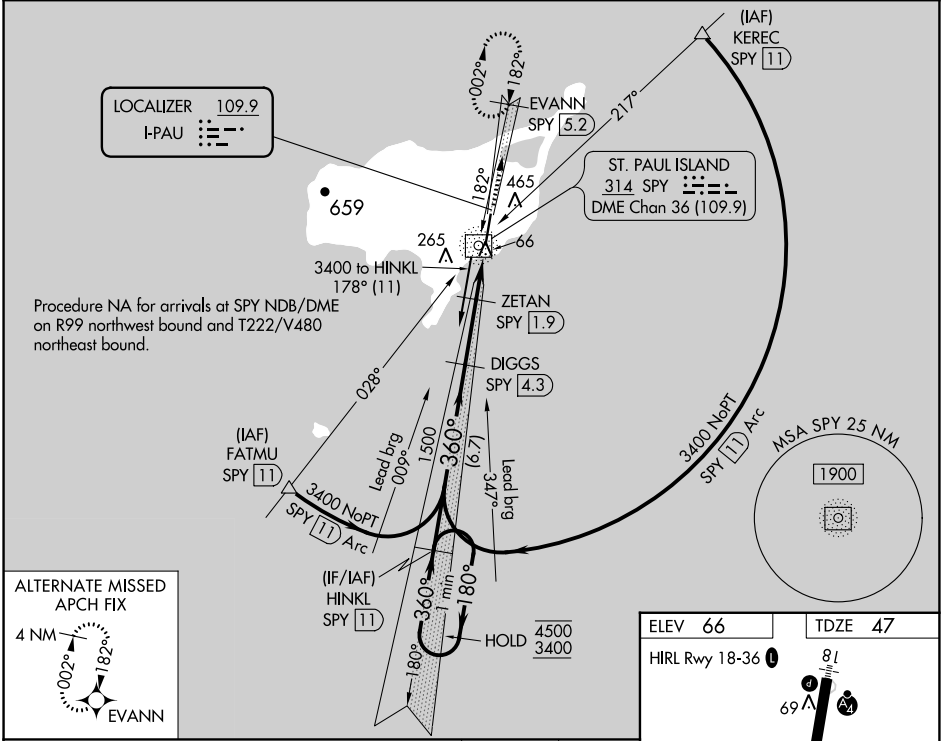 (IAF)
KEREC
SPY 11
002°
182°
EVANN
SPY 5.2
217°
LOCALIZER 109.9
I-PAU
ST. PAUL ISLAND
314 SPY
DME Chan 36 (109.9)
182°
465
659
265
66
3400 to HINKL
178° (11)
Procedure NA for arrivals at SPY NDB/DME
on R99 northwest bound and T222/V480
northeast bound.
ZETAN
SPY 1.9
DIGGS
SPY 4.3
028°
(IAF)
FATMU
SPY 11
Lead brg
009°
1500
360°
(6.7)
Lead brg
347°
3400 NoPT
SPY 11 Arc
3400 NoPT
SPY 11 Arc
MSA SPY 25 NM
1900
(IF/IAF)
HINKL
SPY 11
360°
1 min
180°
180°
HOLD
4500
3400
ALTERNATE MISSED
APCH FIX
4 NM
002°
182°
EVANN
ELEV 66
TDZE 47
HIRL Rwy 18-36 L
18
P
69
A4